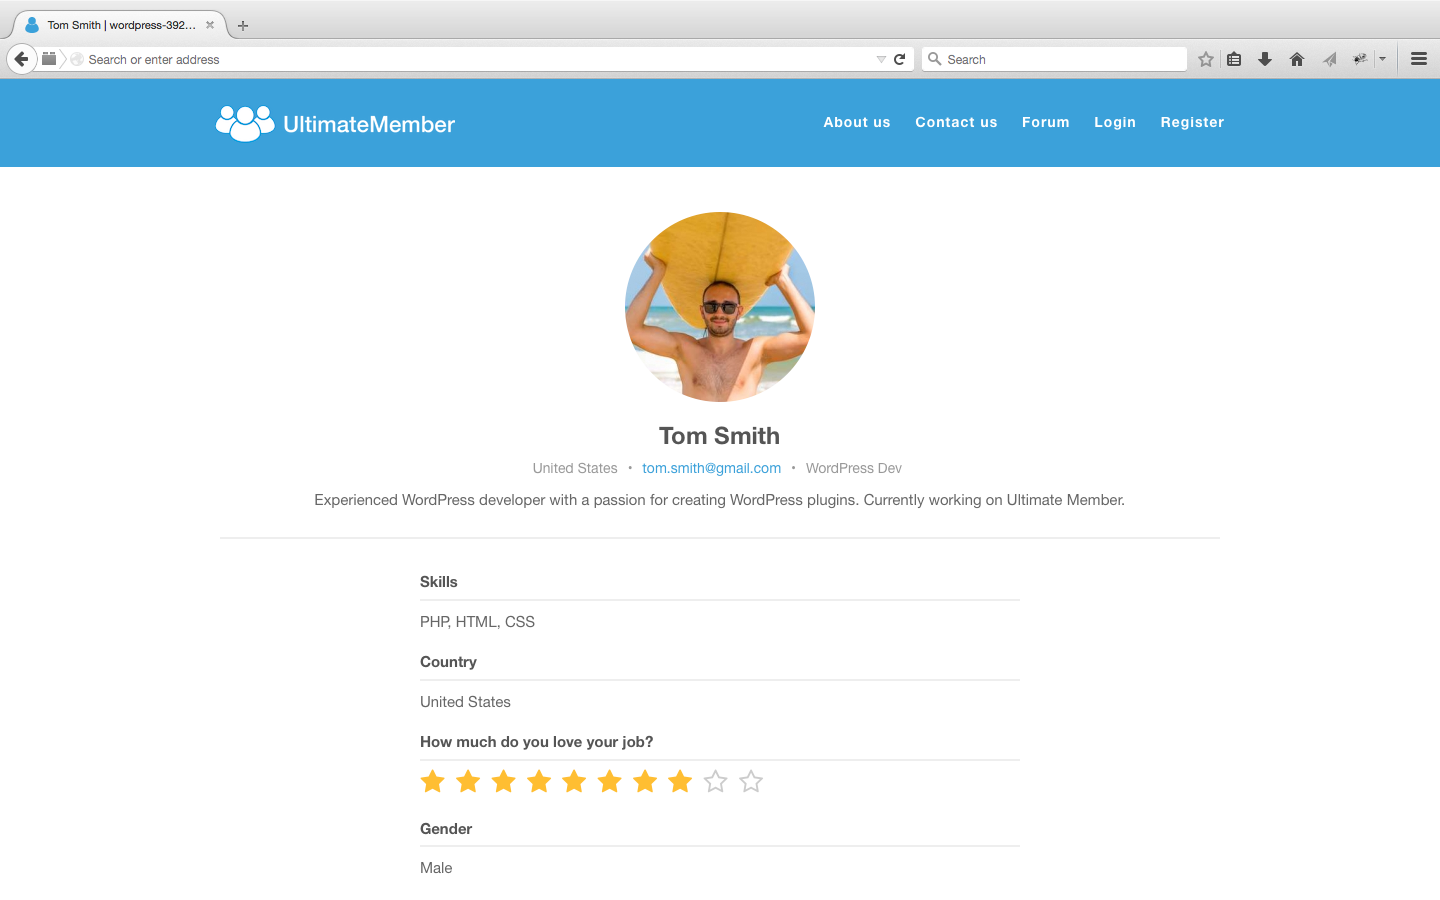 Tom Smith | wordpress-392...
Search or enter address
Search
UltimateMember
About us Contact us Forum Login Register
Tom Smith
United States • tom.smith@gmail.com • WordPress Dev
Experienced WordPress developer with a passion for creating WordPress plugins. Currently working on Ultimate Member.
Skills
PHP, HTML, CSS
Country
United States
How much do you love your job?
Gender
Male